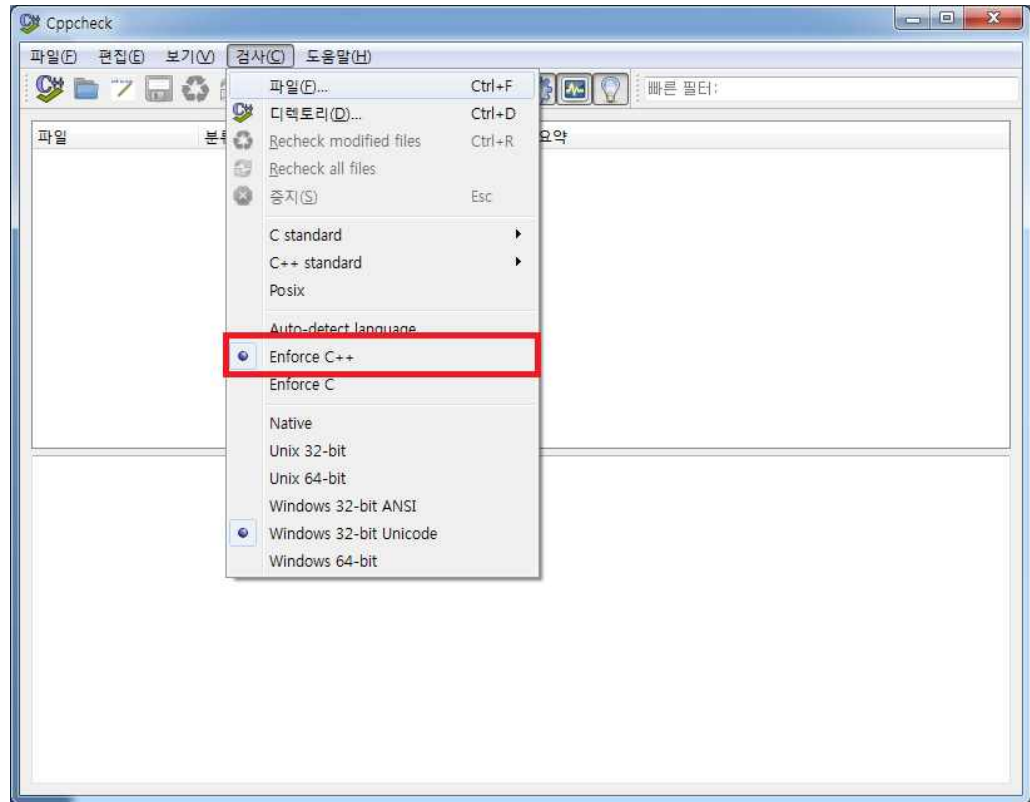 Cppcheck
파일(F) 편집(E) 보기(V) 검사(C) 도움말(H)
빠른 필터:
파일 분류 요약
파일(F)... Ctrl+F
디렉토리(D)... Ctrl+D
Recheck modified files Ctrl+R
Recheck all files
중지(S) Esc
C standard
C++ standard
Posix
Auto-detect language
Enforce C++
Enforce C
Native
Unix 32-bit
Unix 64-bit
Windows 32-bit ANSI
Windows 32-bit Unicode
Windows 64-bit